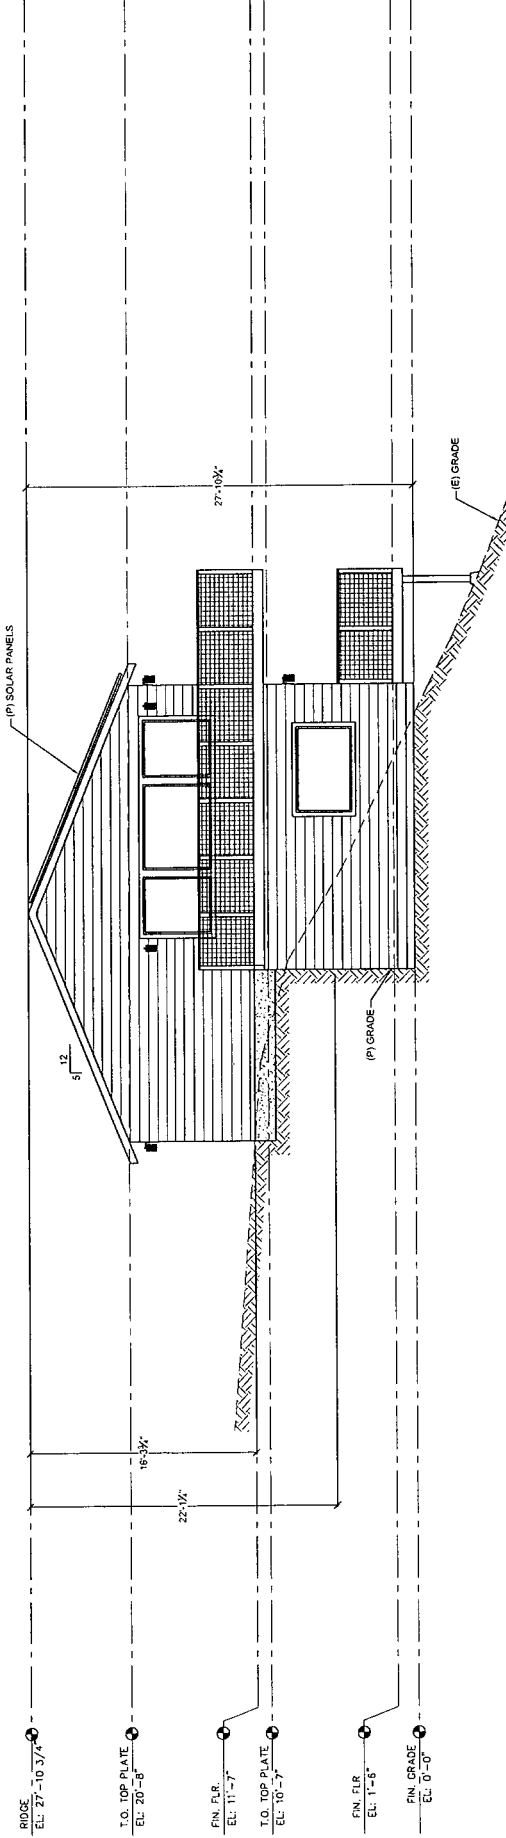 (P) SOLAR PANELS
12
5
27'-10¾"
(E) GRADE
(P) GRADE
16'-3¾"
22'-1¼"
RIDGE
EL: 27'-10 3/4"
T.O. TOP PLATE
EL: 20'-8"
FIN. FLR.
EL: 11'-7"
T.O. TOP PLATE
EL: 10'-7"
FIN. FLR
EL: 1'-6"
FIN. GRADE
EL: 0'-0"